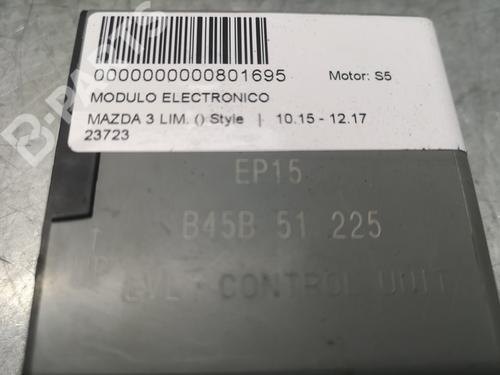 0000000000801695 Motor: S5
MODULO ELECTRONICO
MAZDA 3 LIM. () Style | 10.15 - 12.17
23723
EP15
B45B 51 225
CONTROL UNIT